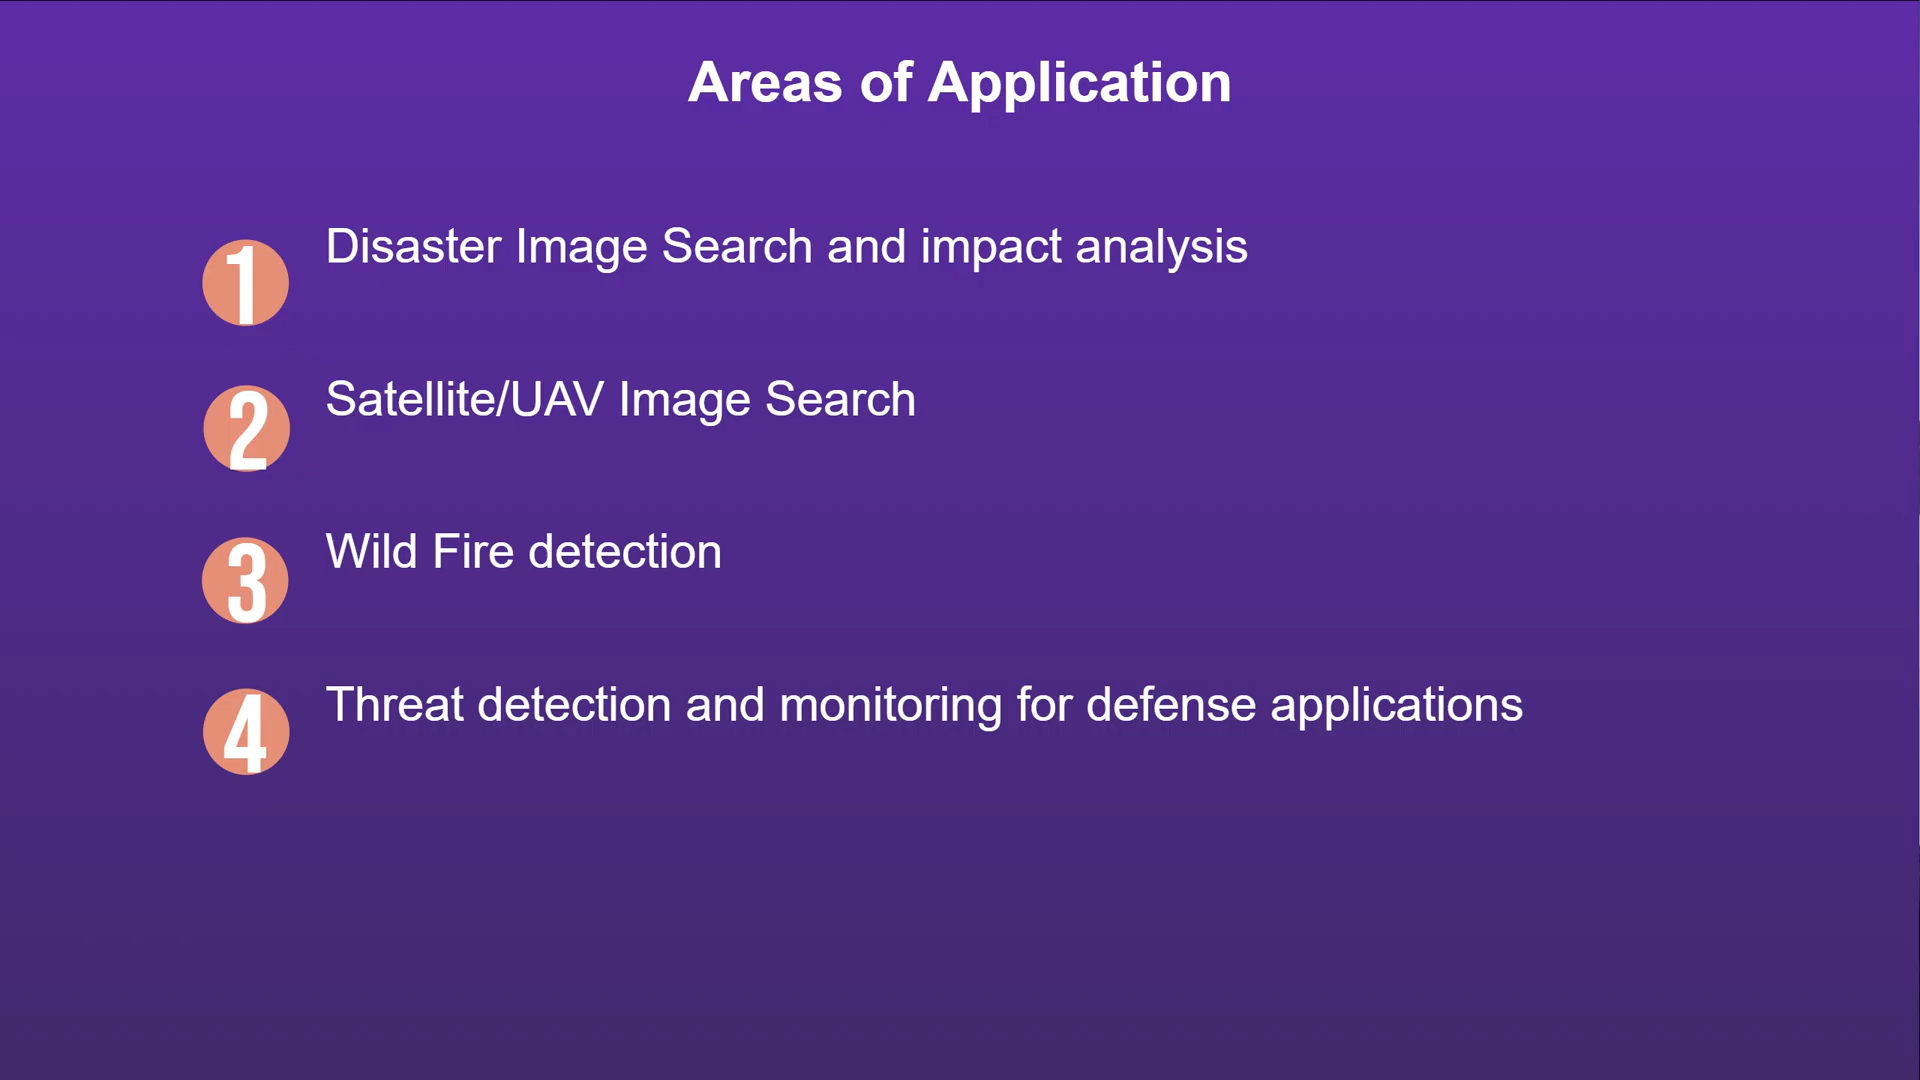 Areas of Application
1 Disaster Image Search and impact analysis
2 Satellite/UAV Image Search
3 Wild Fire detection
4 Threat detection and monitoring for defense applications